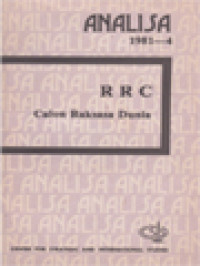 ANALISA
1981—4
R R C
Calon Raksasa Dunia
CENTRE FOR STRATEGIC AND INTERNATIONAL STUDIES